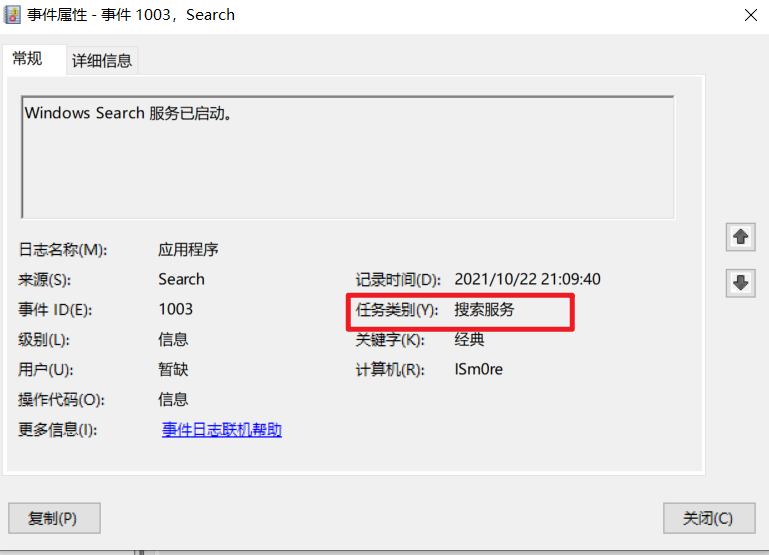 事件属性 - 事件 1003，Search
常规 详细信息
Windows Search 服务已启动。
日志名称(M): 应用程序
来源(S): Search 记录时间(D): 2021/10/22 21:09:40
事件 ID(E): 1003 任务类别(Y): 搜索服务
级别(L): 信息 关键字(K): 经典
用户(U): 暂缺 计算机(R): ISm0re
操作代码(O): 信息
更多信息(I): 事件日志联机帮助
复制(P) 关闭(C)